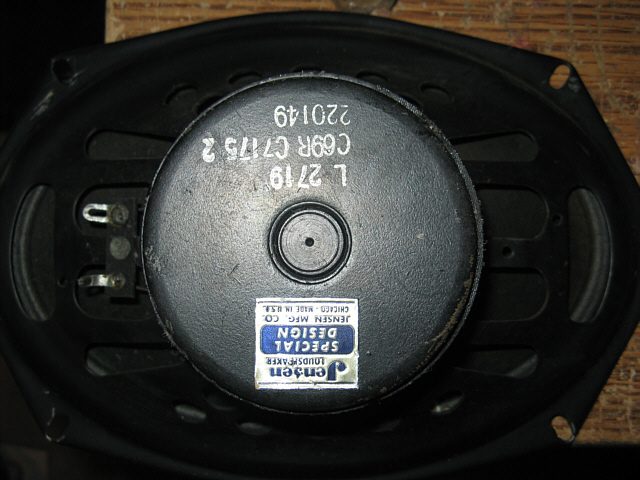 L 2719
C69R C7175 2
220149
Jensen
LOUDSPEAKER
SPECIAL
DESIGN
JENSEN MFG. CO.
CHICAGO - MADE IN U.S.A.